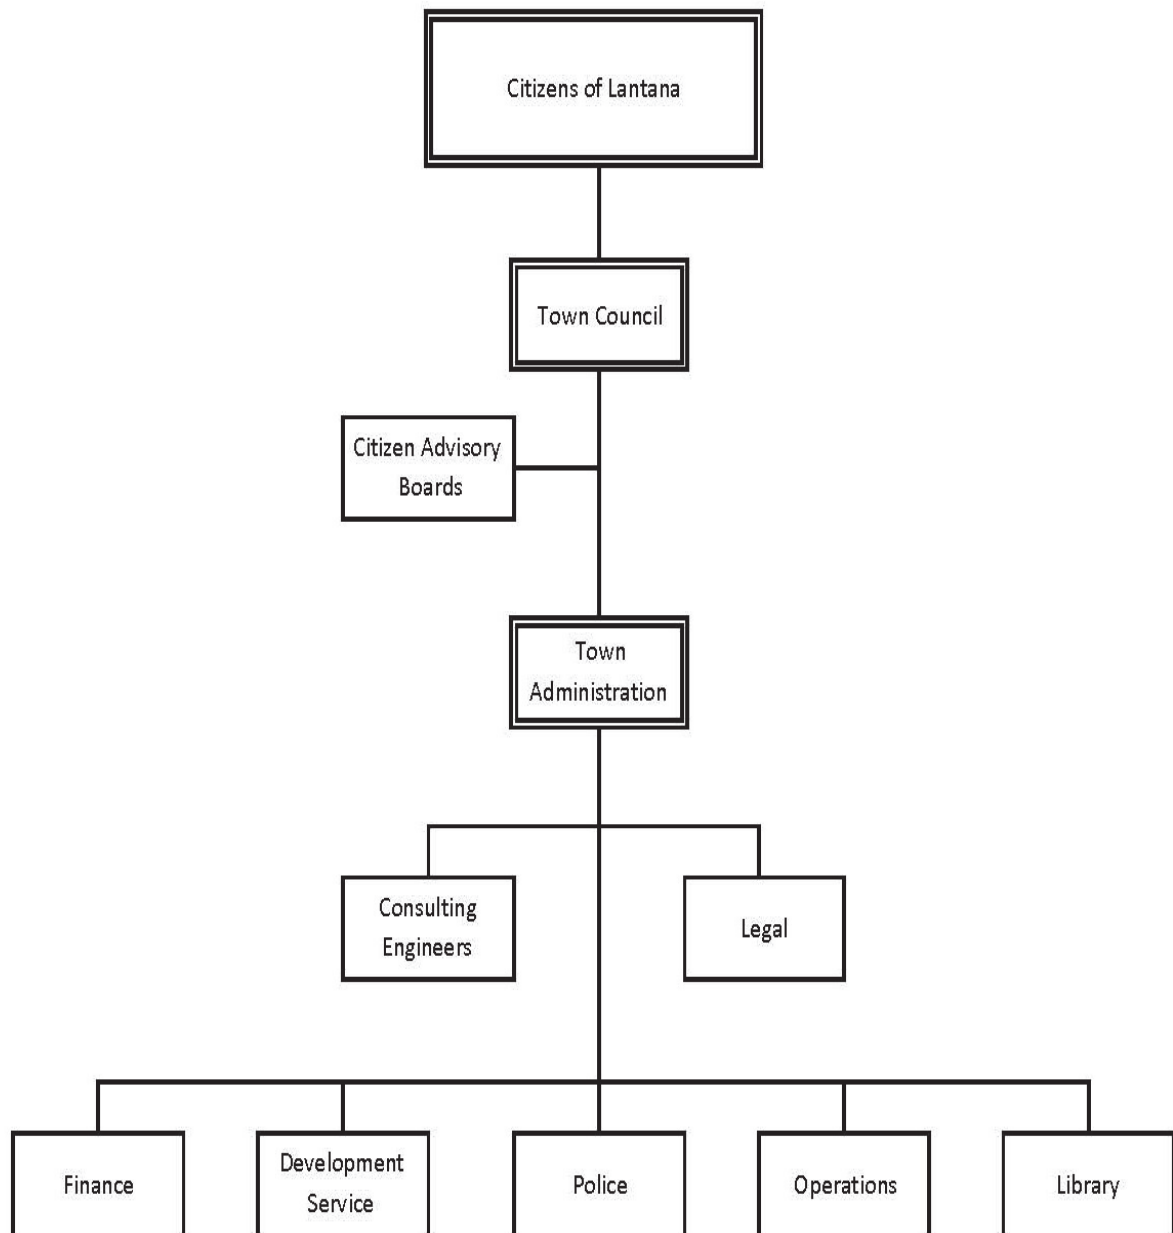 Citizens of Lantana
Town Council
Citizen Advisory
Boards
Town
Administration
Consulting
Engineers
Legal
Finance
Development
Service
Police
Operations
Library